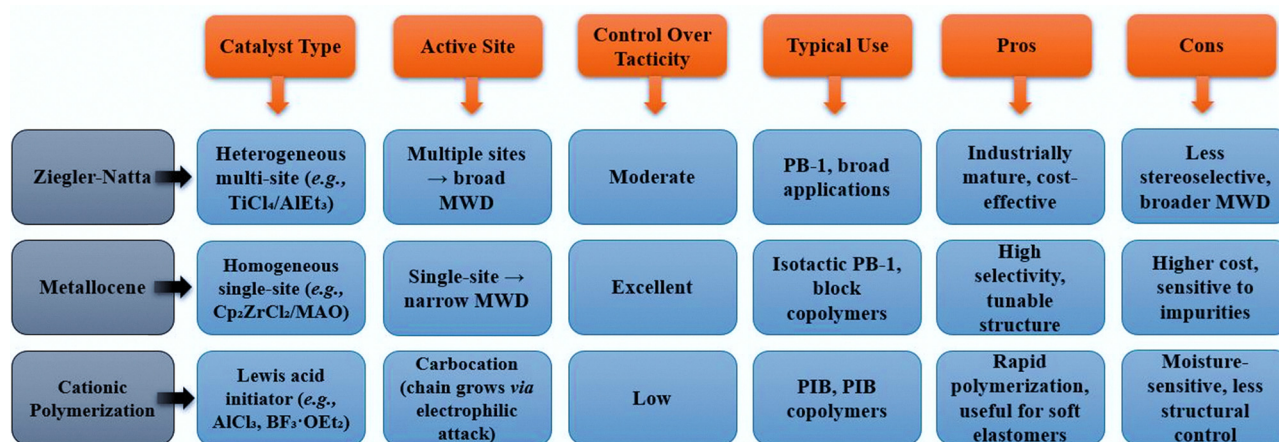 Catalyst Type
Active Site
Control Over
Tacticity
Typical Use
Pros
Cons
Ziegler-Natta
Heterogeneous
multi-site (e.g.,
TiCl₄/AlEt₃)
Multiple sites
→ broad
MWD
Moderate
PB-1, broad
applications
Industrially
mature, cost-
effective
Less
stereoselective,
broader MWD
Metallocene
Homogeneous
single-site (e.g.,
Cp₂ZrCl₂/MAO)
Single-site →
narrow MWD
Excellent
Isotactic PB-1,
block
copolymers
High
selectivity,
tunable
structure
Higher cost,
sensitive to
impurities
Cationic
Polymerization
Lewis acid
initiator (e.g.,
AlCl₃, BF₃·OEt₂)
Carbocation
(chain grows via
electrophilic
attack)
Low
PIB, PIB
copolymers
Rapid
polymerization,
useful for soft
elastomers
Moisture-
sensitive, less
structural
control